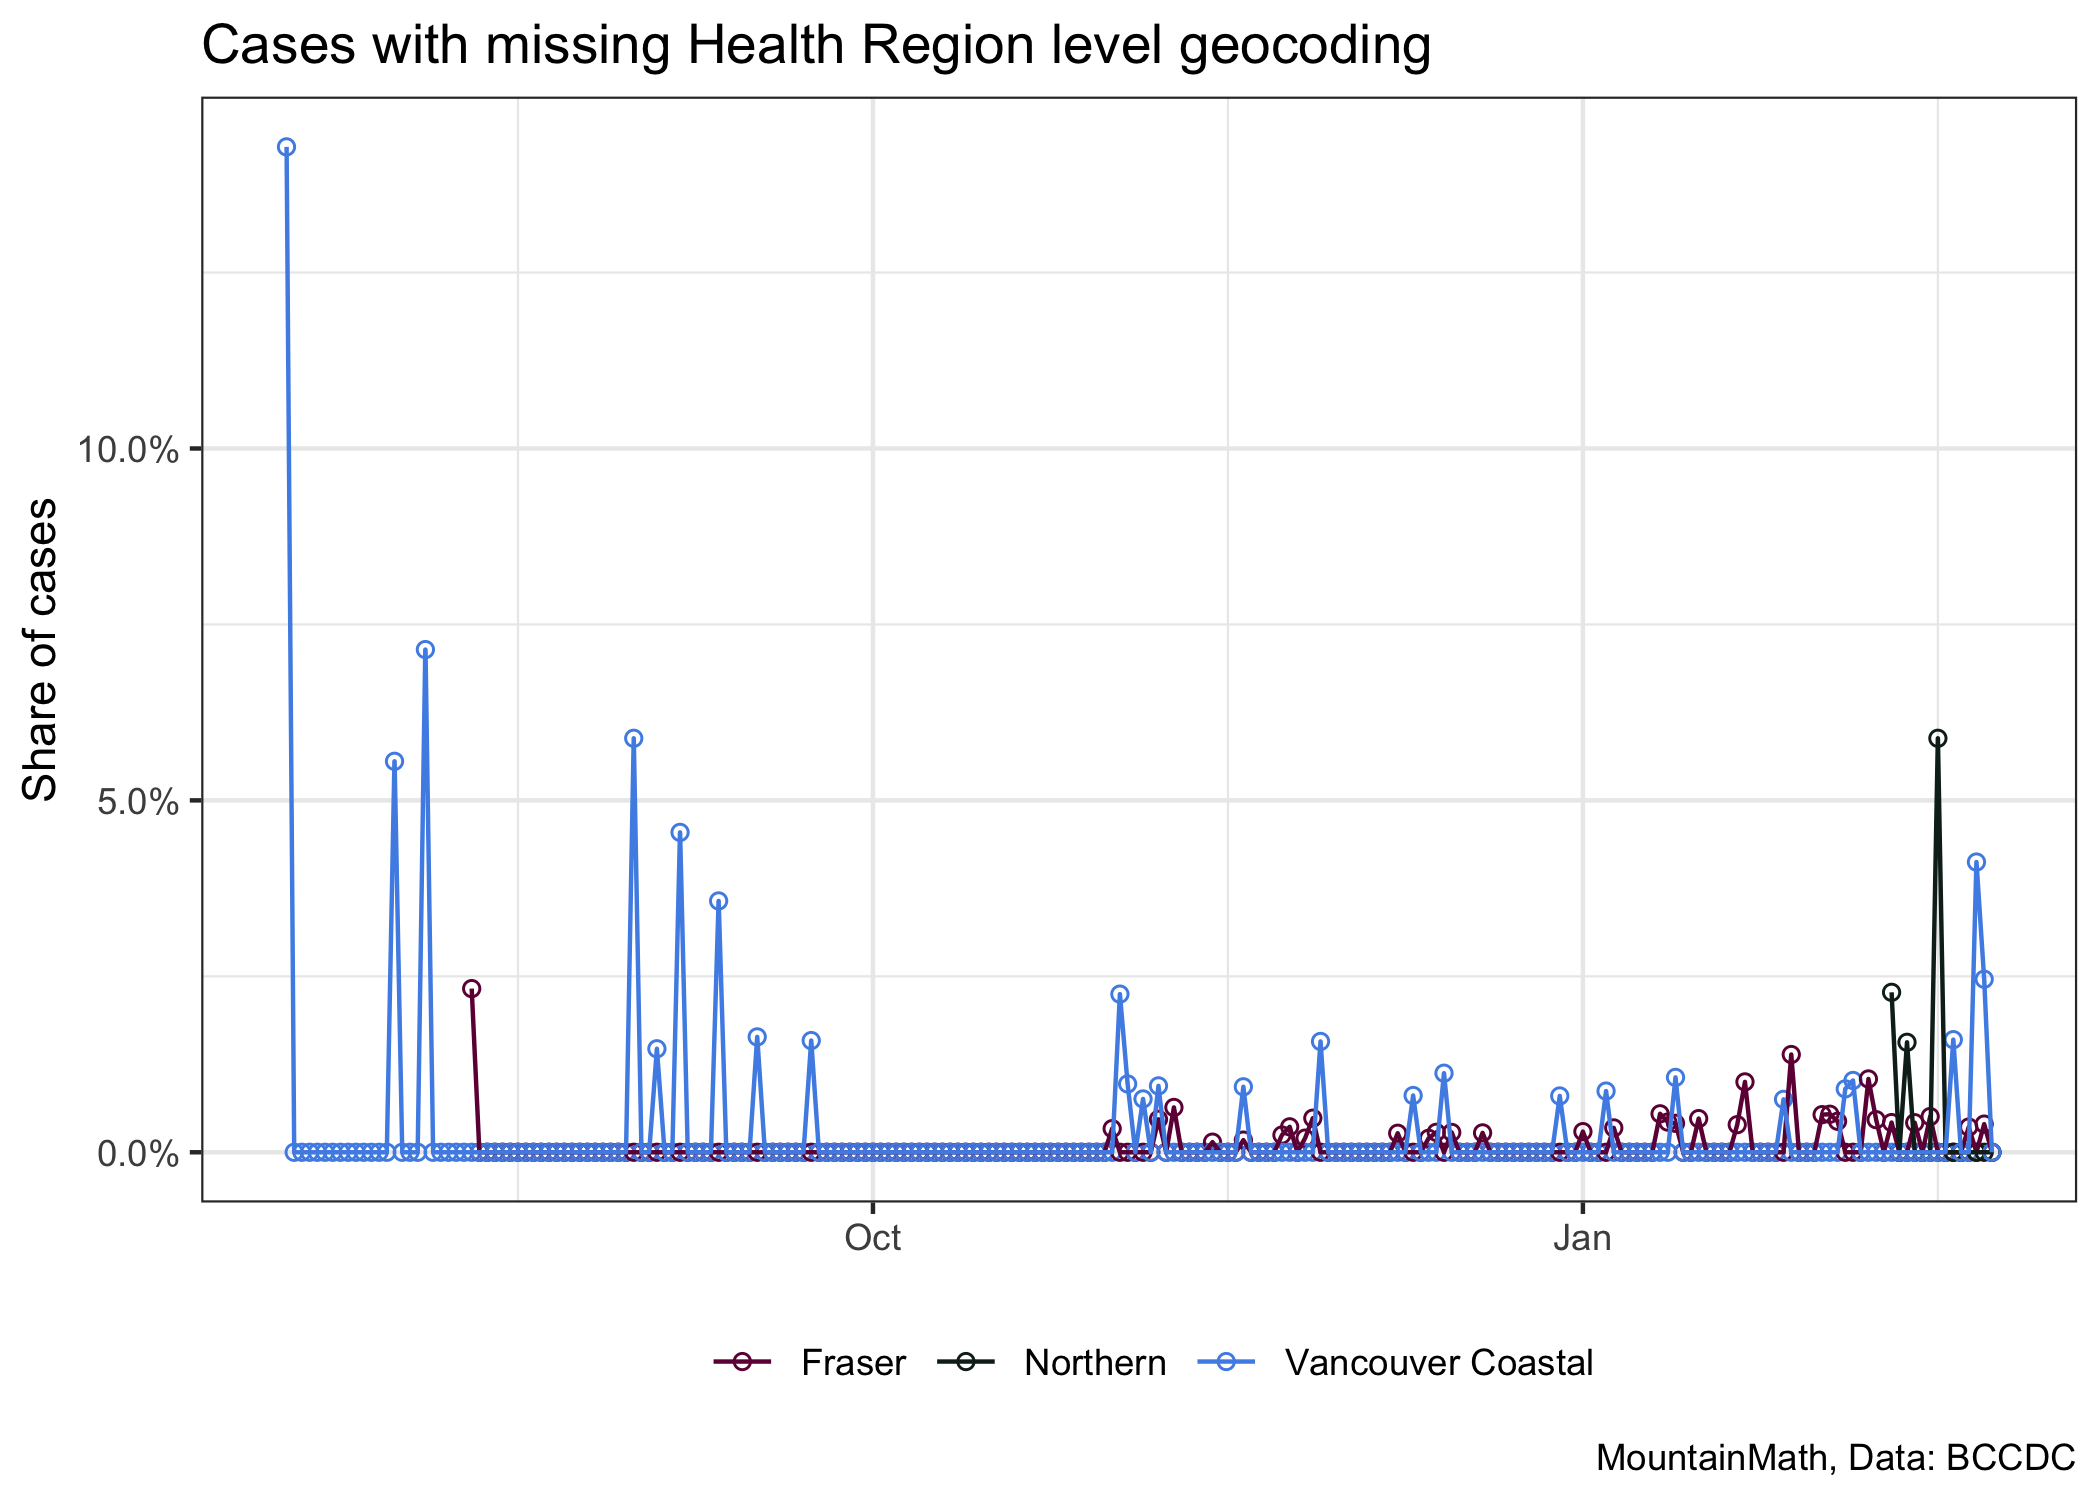 Cases with missing Health Region level geocoding
Share of cases
10.0%
5.0%
0.0%
Oct
Jan
Fraser
Northern
Vancouver Coastal
MountainMath, Data: BCCDC